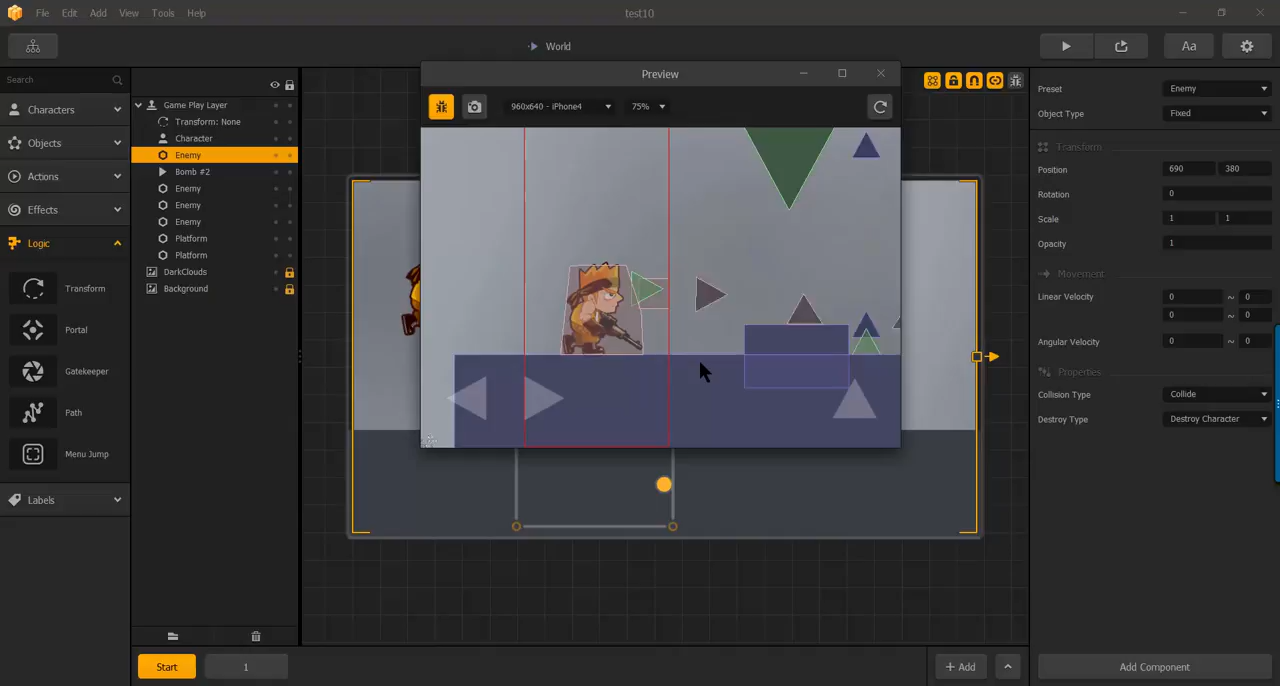 File Edit Add View Tools Help
test10
World
Aa
Search
Characters
Objects
Actions
Effects
Logic
Transform
Portal
Gatekeeper
Path
Menu Jump
Labels
Game Play Layer
Transform: None
Character
Enemy
Bomb #2
Enemy
Enemy
Enemy
Platform
Platform
DarkClouds
Background
Preview
960x640 - iPhone4
75%
Preset Enemy
Object Type Fixed
Transform
Position 690 380
Rotation 0
Scale 1 1
Opacity 1
Movement
Linear Velocity 0 ~ 0
0 ~ 0
Angular Velocity 0 ~ 0
Properties
Collision Type Collide
Destroy Type Destroy Character
Start
1
+ Add
Add Component